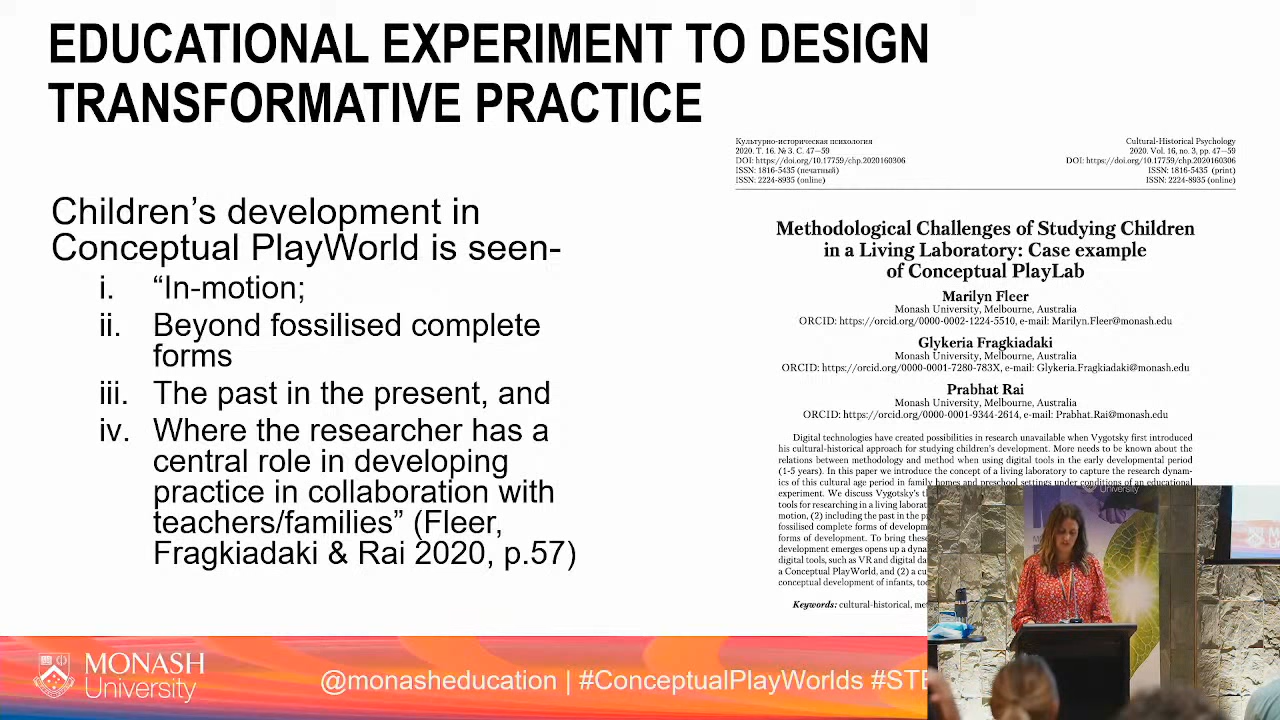 EDUCATIONAL EXPERIMENT TO DESIGN
TRANSFORMATIVE PRACTICE
Children’s development in
Conceptual PlayWorld is seen-
i. “In-motion;
ii. Beyond fossilised complete
forms
iii. The past in the present, and
iv. Where the researcher has a
central role in developing
practice in collaboration with
teachers/families” (Fleer,
Fragkiadaki & Rai 2020, p.57)
Культурно-историческая психология
2020. Т. 16. № 3. С. 47—59
DOI: https://doi.org/10.17759/chp.2020160306
ISSN: 1816-5435 (печатный)
ISSN: 2224-8935 (online)
Cultural-Historical Psychology
2020. Vol. 16, no. 3, pp. 47—59
DOI: https://doi.org/10.17759/chp.2020160306
ISSN: 1816-5435 (print)
ISSN: 2224-8935 (online)
Methodological Challenges of Studying Children
in a Living Laboratory: Case example
of Conceptual PlayLab
Marilyn Fleer
Monash University, Melbourne, Australia
ORCID: https://orcid.org/0000-0002-1224-5510, e-mail: Marilyn.Fleer@monash.edu
Glykeria Fragkiadaki
Monash University, Melbourne, Australia
ORCID: https://orcid.org/0000-0001-7280-783X, e-mail: Glykeria.Fragkiadaki@monash.edu
Prabhat Rai
Monash University, Melbourne, Australia
ORCID: https://orcid.org/0000-0001-9344-2614, e-mail: Prabhat.Rai@monash.edu
Digital technologies have created possibilities in research unavailable when Vygotsky first introduced
his cultural-historical approach for studying children's development. More needs to be known about the
relations between methodology and method when using digital tools in the early developmental period
(1-5 years). In this paper we introduce the concept of a living laboratory to capture the research dynam-
ics of this cultural age period in family homes and preschool settings under conditions of an educational
experiment. We discuss Vygotsky's
tools for researching in a living
motion, (2) including the past in the
fossilised complete forms of
forms of development. To bring these
development emerges opens up a
digital tools, such as VR and digital
a Conceptual PlayWorld, and (2) a
conceptual development of infants,
Keywords: cultural-historical,
MONASH
University
@monasheducation | #ConceptualPlayWorlds #STE
University